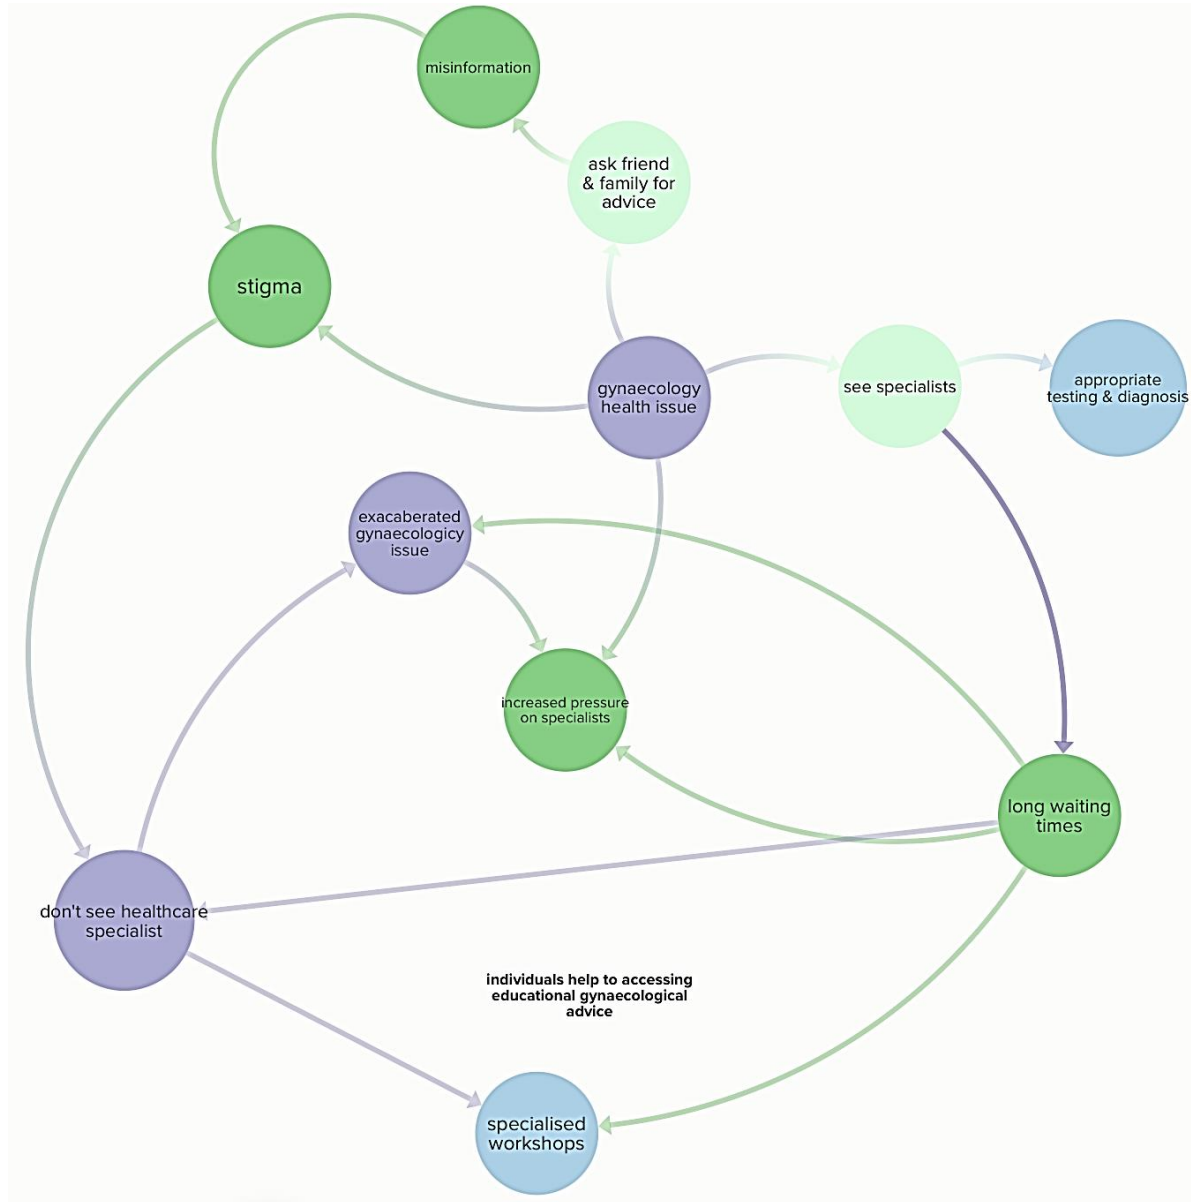 misinformation
ask friend
& family for
advice
stigma
gynaecology
health issue
see specialists
appropriate
testing & diagnosis
exacaberated
gynaecologicy
issue
increased pressure
on specialists
long waiting
times
don't see healthcare
specialist
individuals help to accessing
educational gynaecological
advice
specialised
workshops